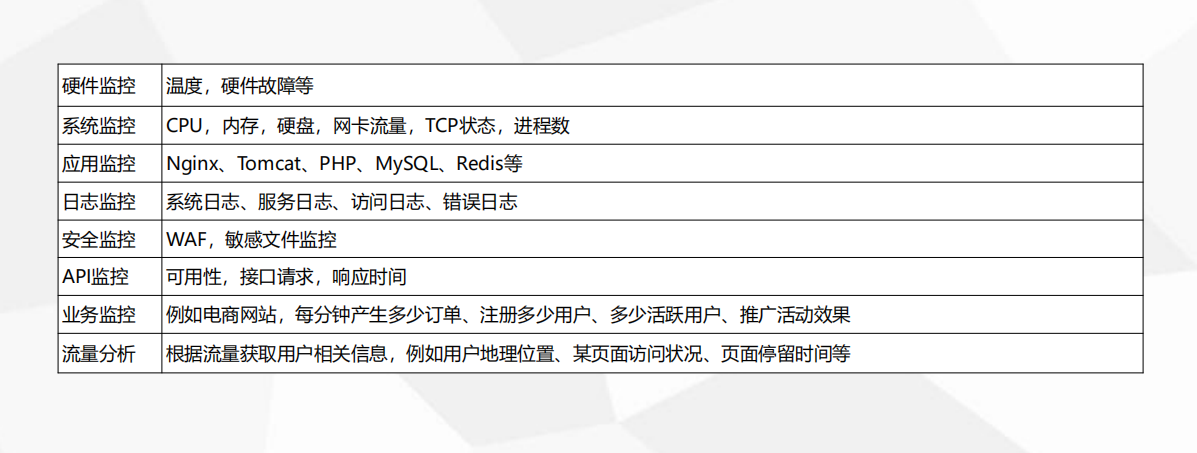 硬件监控 温度，硬件故障等
系统监控 CPU，内存，硬盘，网卡流量，TCP状态，进程数
应用监控 Nginx、Tomcat、PHP、MySQL、Redis等
日志监控 系统日志、服务日志、访问日志、错误日志
安全监控 WAF，敏感文件监控
API监控 可用性，接口请求，响应时间
业务监控 例如电商网站，每分钟产生多少订单、注册多少用户、多少活跃用户、推广活动效果
流量分析 根据流量获取用户相关信息，例如用户地理位置、某页面访问状况、页面停留时间等